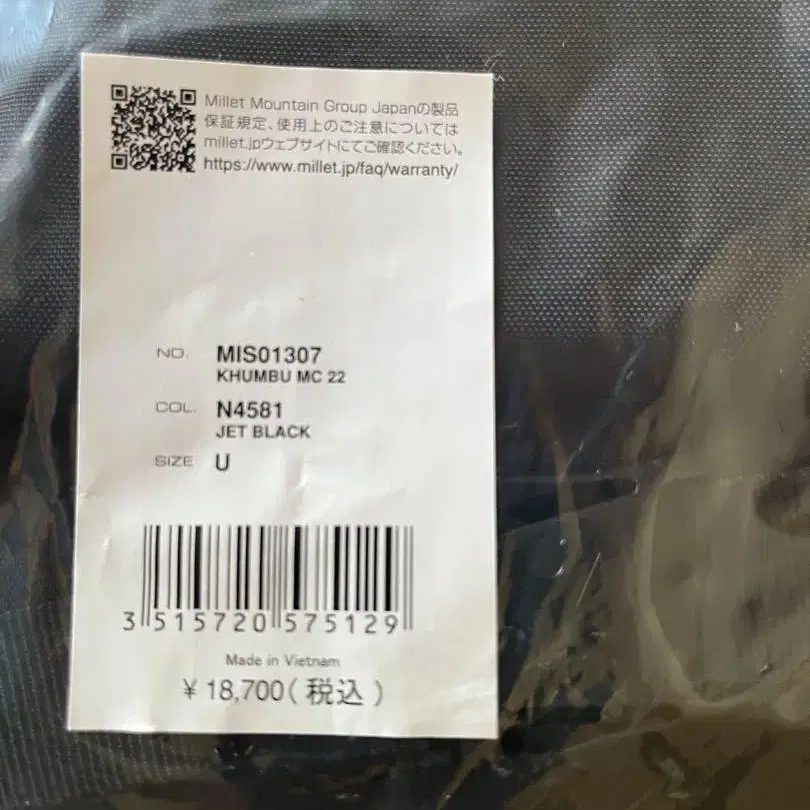 Millet Mountain Group Japanの製品
保証規定、使用上のご注意については
millet.jpウェブサイトにてご確認ください。
https://www.millet.jp/faq/warranty/
NO. MIS01307
KHUMBU MC 22
COL. N4581
JET BLACK
SIZE U
3 515720 575129
Made in Vietnam
¥ 18,700(税込)